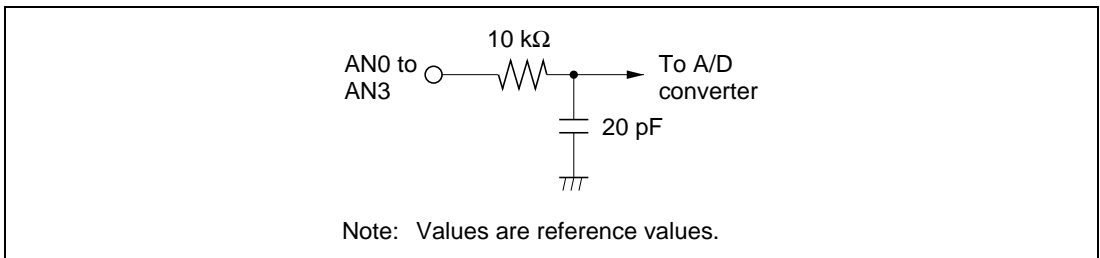 10 kΩ
AN0 to
AN3
To A/D
converter
20 pF
Note: Values are reference values.